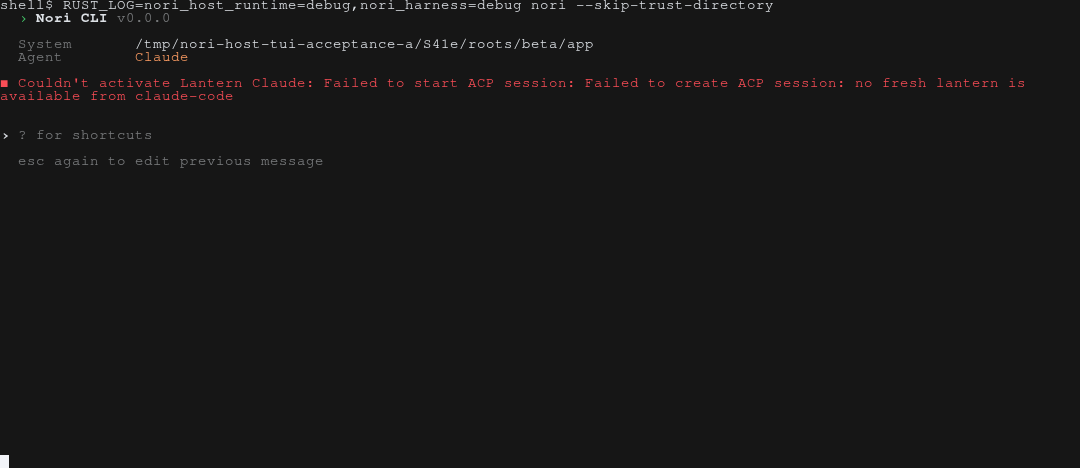 shell$ RUST_LOG=nori_host_runtime=debug,nori_harness=debug nori --skip-trust-directory
› Nori CLI v0.0.0
System /tmp/nori-host-tui-acceptance-a/S41e/roots/beta/app
Agent Claude
■ Couldn't activate Lantern Claude: Failed to start ACP session: Failed to create ACP session: no fresh lantern is
available from claude-code
› ? for shortcuts
esc again to edit previous message